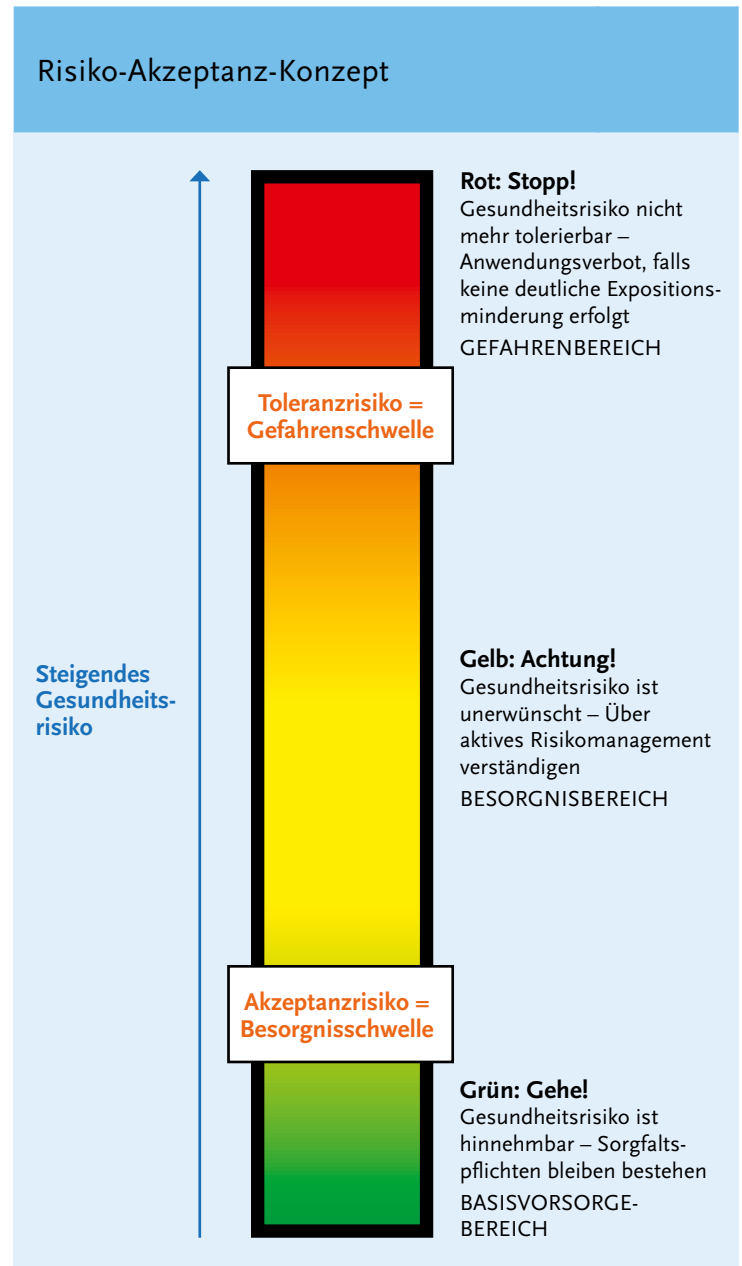 Risiko-Akzeptanz-Konzept
Rot: Stopp!
Gesundheitsrisiko nicht
mehr tolerierbar –
Anwendungsverbot, falls
keine deutliche Expositions-
minderung erfolgt
GEFAHRENBEREICH
Toleranzrisiko =
Gefahrenschwelle
Steigendes
Gesundheits-
risiko
Gelb: Achtung!
Gesundheitsrisiko ist
unerwünscht – Über
aktives Risikomanagement
verständigen
BESORGNISBEREICH
Akzeptanzrisiko =
Besorgnisschwelle
Grün: Gehe!
Gesundheitsrisiko ist
hinnehmbar – Sorgfalts-
pflichten bleiben bestehen
BASISVORSORGE-
BEREICH